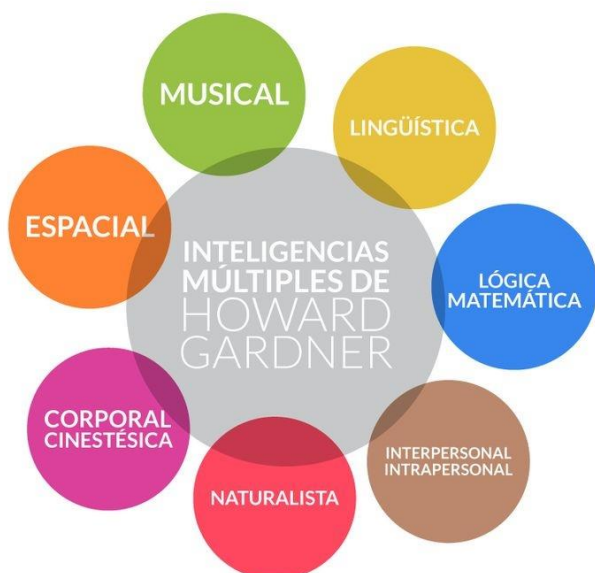 MUSICAL
LINGÜÍSTICA
ESPACIAL
INTELIGENCIAS
MÚLTIPLES DE
HOWARD
GARDNER
LÓGICA
MATEMÁTICA
CORPORAL
CINESTÉSICA
INTERPERSONAL
INTRAPERSONAL
NATURALISTA